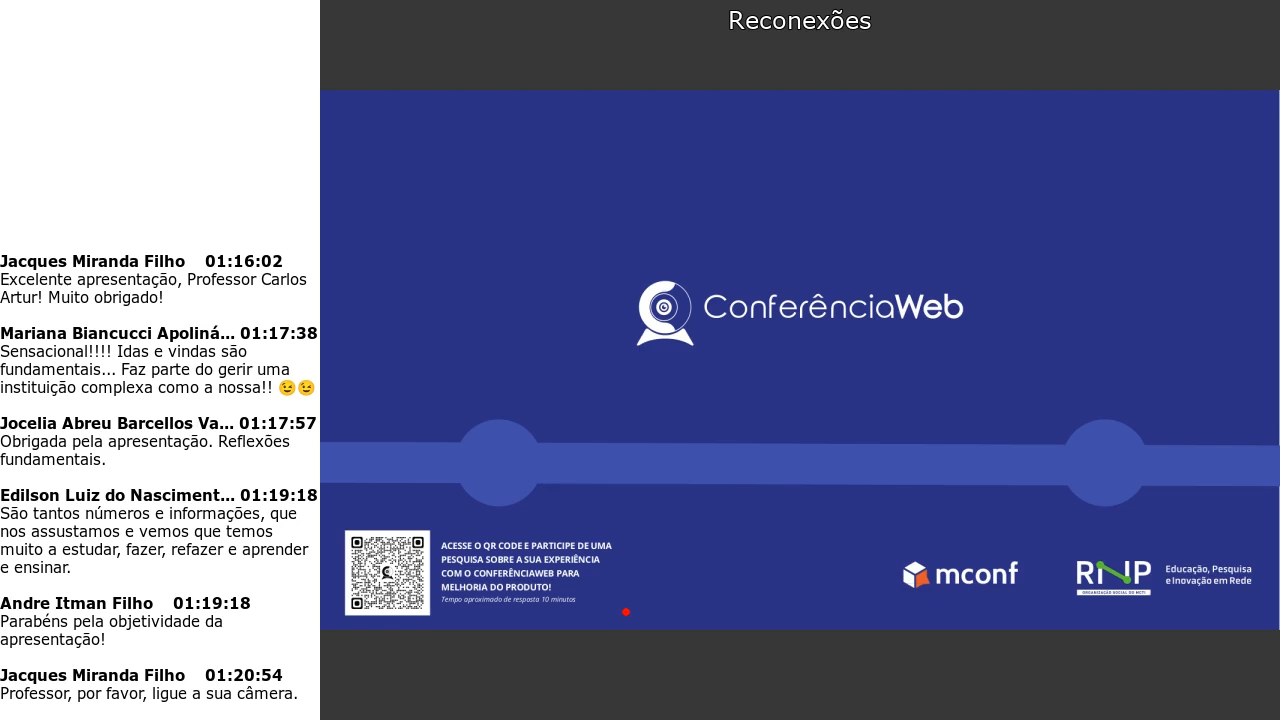 Reconexões
Jacques Miranda Filho 01:16:02
Excelente apresentação, Professor Carlos
Artur! Muito obrigado!
Mariana Biancucci Apoliná... 01:17:38
Sensacional!!!! Idas e vindas são
fundamentais... Faz parte do gerir uma
instituição complexa como a nossa!! 😉😉
Jocelia Abreu Barcellos Va... 01:17:57
Obrigada pela apresentação. Reflexões
fundamentais.
Edilson Luiz do Nasciment... 01:19:18
São tantos números e informações, que
nos assustamos e vemos que temos
muito a estudar, fazer, refazer e aprender
e ensinar.
Andre Itman Filho 01:19:18
Parabéns pela objetividade da
apresentação!
Jacques Miranda Filho 01:20:54
Professor, por favor, ligue a sua câmera.
ConferênciaWeb
ACESSE O QR CODE E PARTICIPE DE UMA
PESQUISA SOBRE A SUA EXPERIÊNCIA
COM O CONFERÊNCIAWEB PARA
MELHORIA DO PRODUTO!
Tempo aproximado de resposta 10 minutos
mconf
RNP
ORGANIZAÇÃO SOCIAL DO MCTI
Educação, Pesquisa
e Inovação em Rede